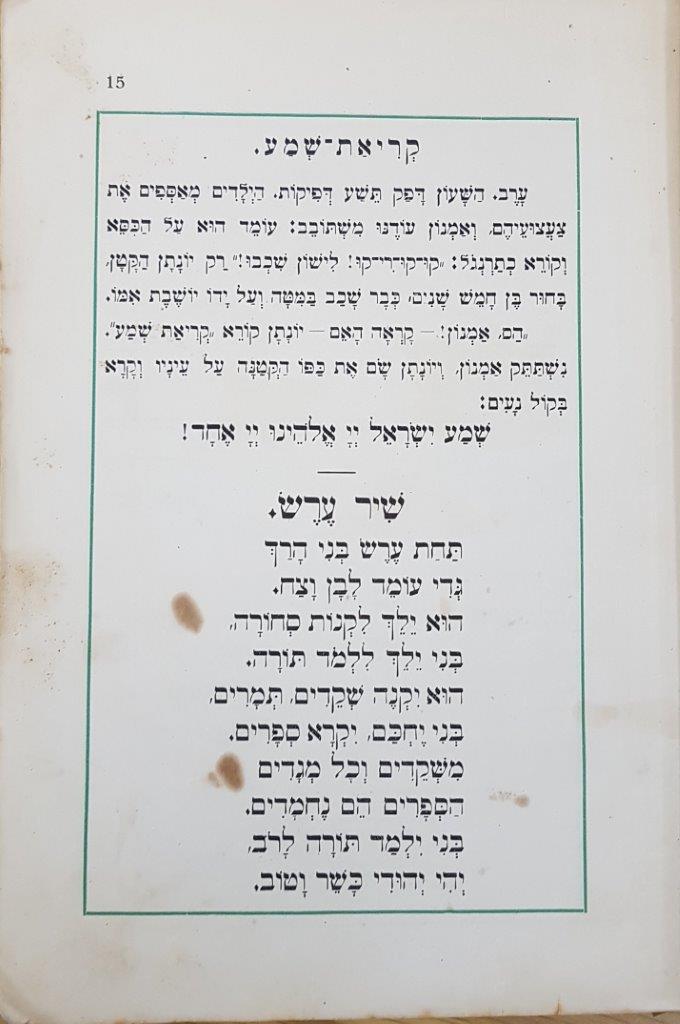 15
קְרִיאַת־שְׁמַע.
עֶרֶב. הַשָּׁעוֹן דָּפַק תֵּשַׁע דְּפִיקוֹת. הַיְלָדִים מְאַסְּפִים אֶת
צַעֲצוּעֵיהֶם, וְאַמְנוֹן עוֹדֶנּוּ מִשְׁתּוֹבֵב: עוֹמֵד הוּא עַל הַכִּסֵּא
וְקוֹרֵא כְתַרְנְגֹל: „קוּ־קוּ־רִי־קוּ! לִישׁוֹן שִׁכְבוּ!" רַק יוֹנָתָן הַקָּטָן,
בָּחוּר בֶּן חָמֵשׁ שָׁנִים, כְּבָר שָׁכַב בַּמִּטָּה וְעַל יָדוֹ יוֹשֶׁבֶת אִמּוֹ.
„הַס, אַמְנוֹן! — קָרְאָה הָאֵם — יוֹנָתָן קוֹרֵא „קְרִיאַת שְׁמַע".
נִשְׁתַּתֵּק אַמְנוֹן, וְיוֹנָתָן שָׂם אֶת כַּפּוֹ הַקְּטַנָּה עַל עֵינָיו וְקָרָא
בְּקוֹל נָעִים:
שְׁמַע יִשְׂרָאֵל יְיָ אֱלֹהֵינוּ יְיָ אֶחָד!
שִׁיר עֶרֶשׂ.
תַּחַת עֶרֶשׂ בְּנִי הָרַךְ
גְּדִי עוֹמֵד לָבָן וָצַח.
הוּא יֵלֵךְ לִקְנוֹת סְחוֹרָה,
בְּנִי יֵלֵךְ לִלְמֹד תּוֹרָה.
הוּא יִקְנֶה שְׁקֵדִים, תְּמָרִים,
בְּנִי יֶחְכַּם, יִקְרָא סְפָרִים.
מִשְּׁקֵדִים וְכָל מְגָדִים
הַסְּפָרִים הֵם נֶחְמָדִים.
בְּנִי יִלְמַד תּוֹרָה לָרֹב,
יְהִי יְהוּדִי כָּשֵׁר וָטוֹב.